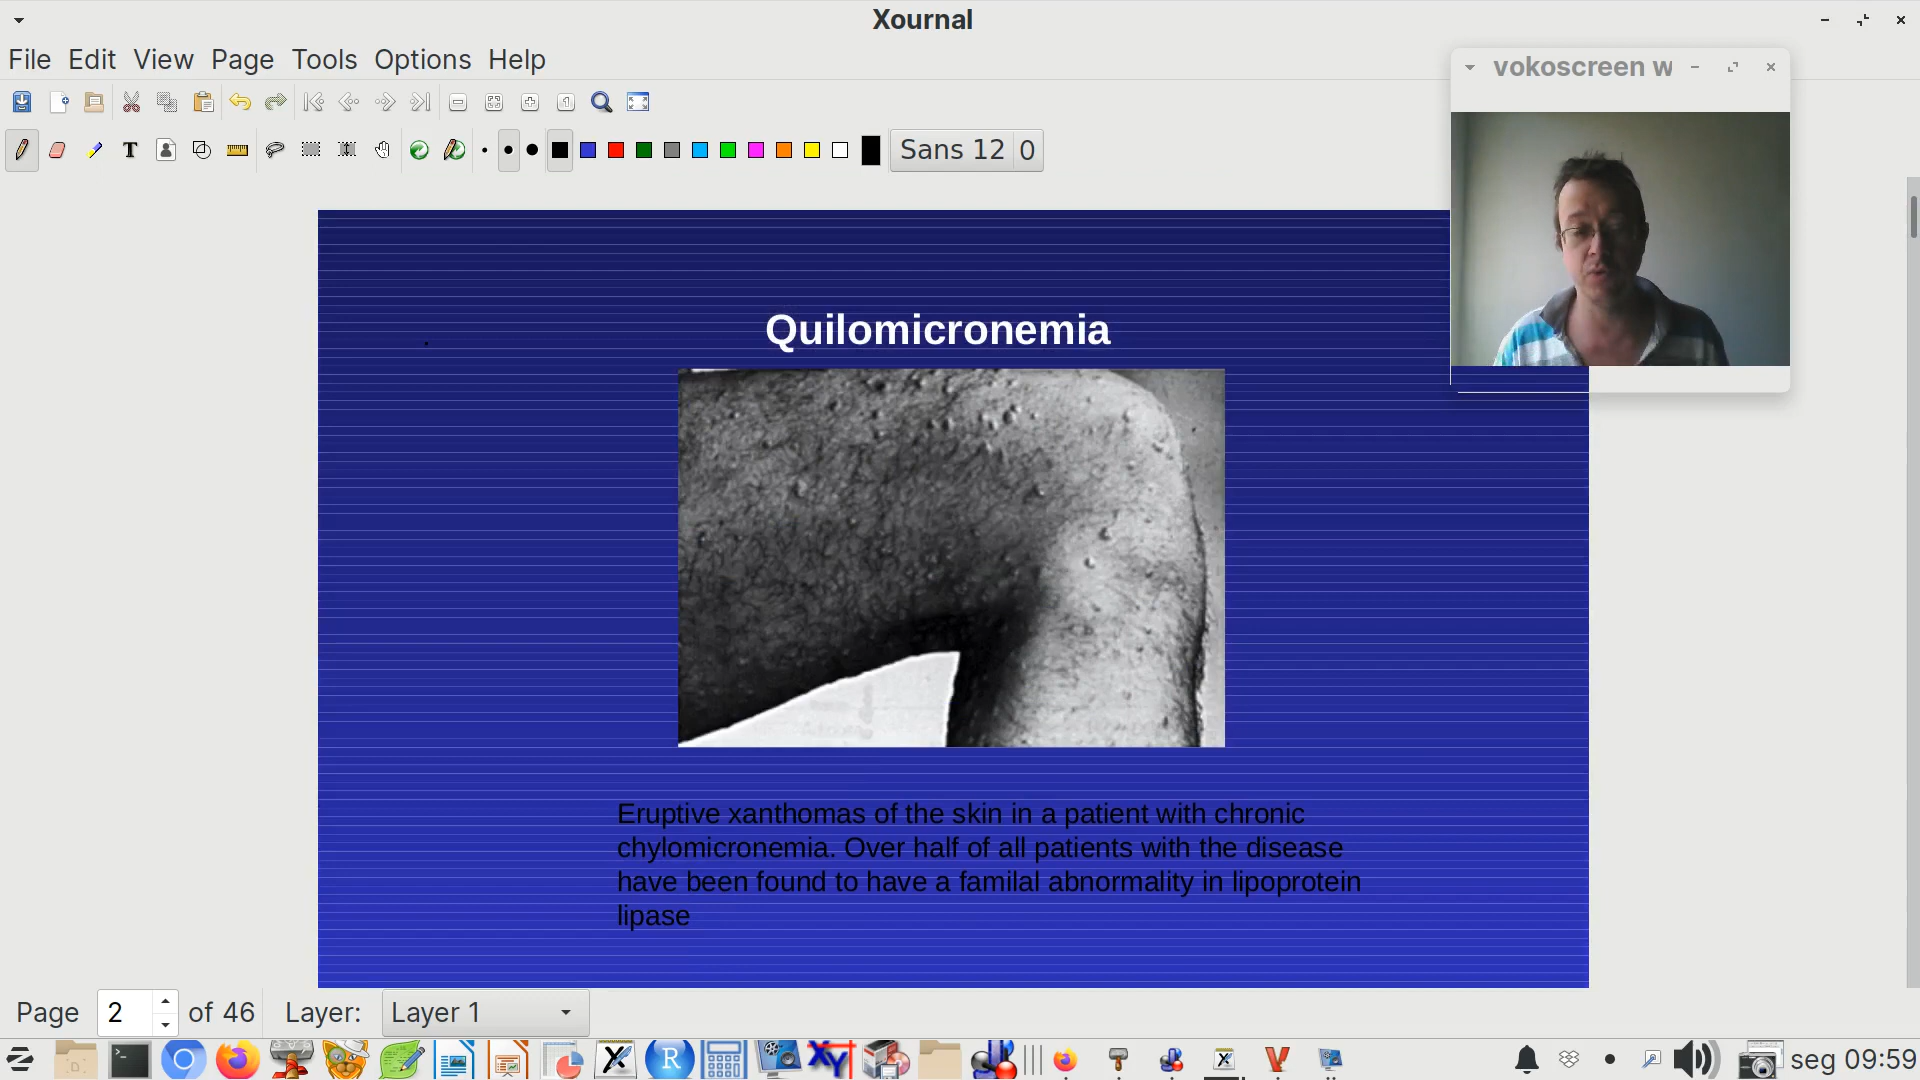 Xournal
File Edit View Page Tools Options Help
vokoscreen w
T
Sans 12 0
Quilomicronemia
Eruptive xanthomas of the skin in a patient with chronic
chylomicronemia. Over half of all patients with the disease
have been found to have a familal abnormality in lipoprotein
lipase
Page 2 of 46 Layer: Layer 1
seg 09:59